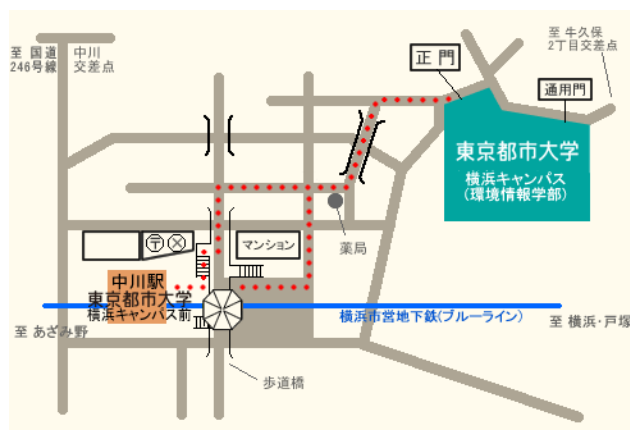 至 国道
246号線
中川
交差点
至 牛久保
2丁目交差点
正門
通用門
東京都市大学
横浜キャンパス
(環境情報学部)
マンション
薬局
中川駅
東京都市大学
横浜キャンパス前
横浜市営地下鉄(ブルーライン)
至 あざみ野
至 横浜・戸塚
歩道橋